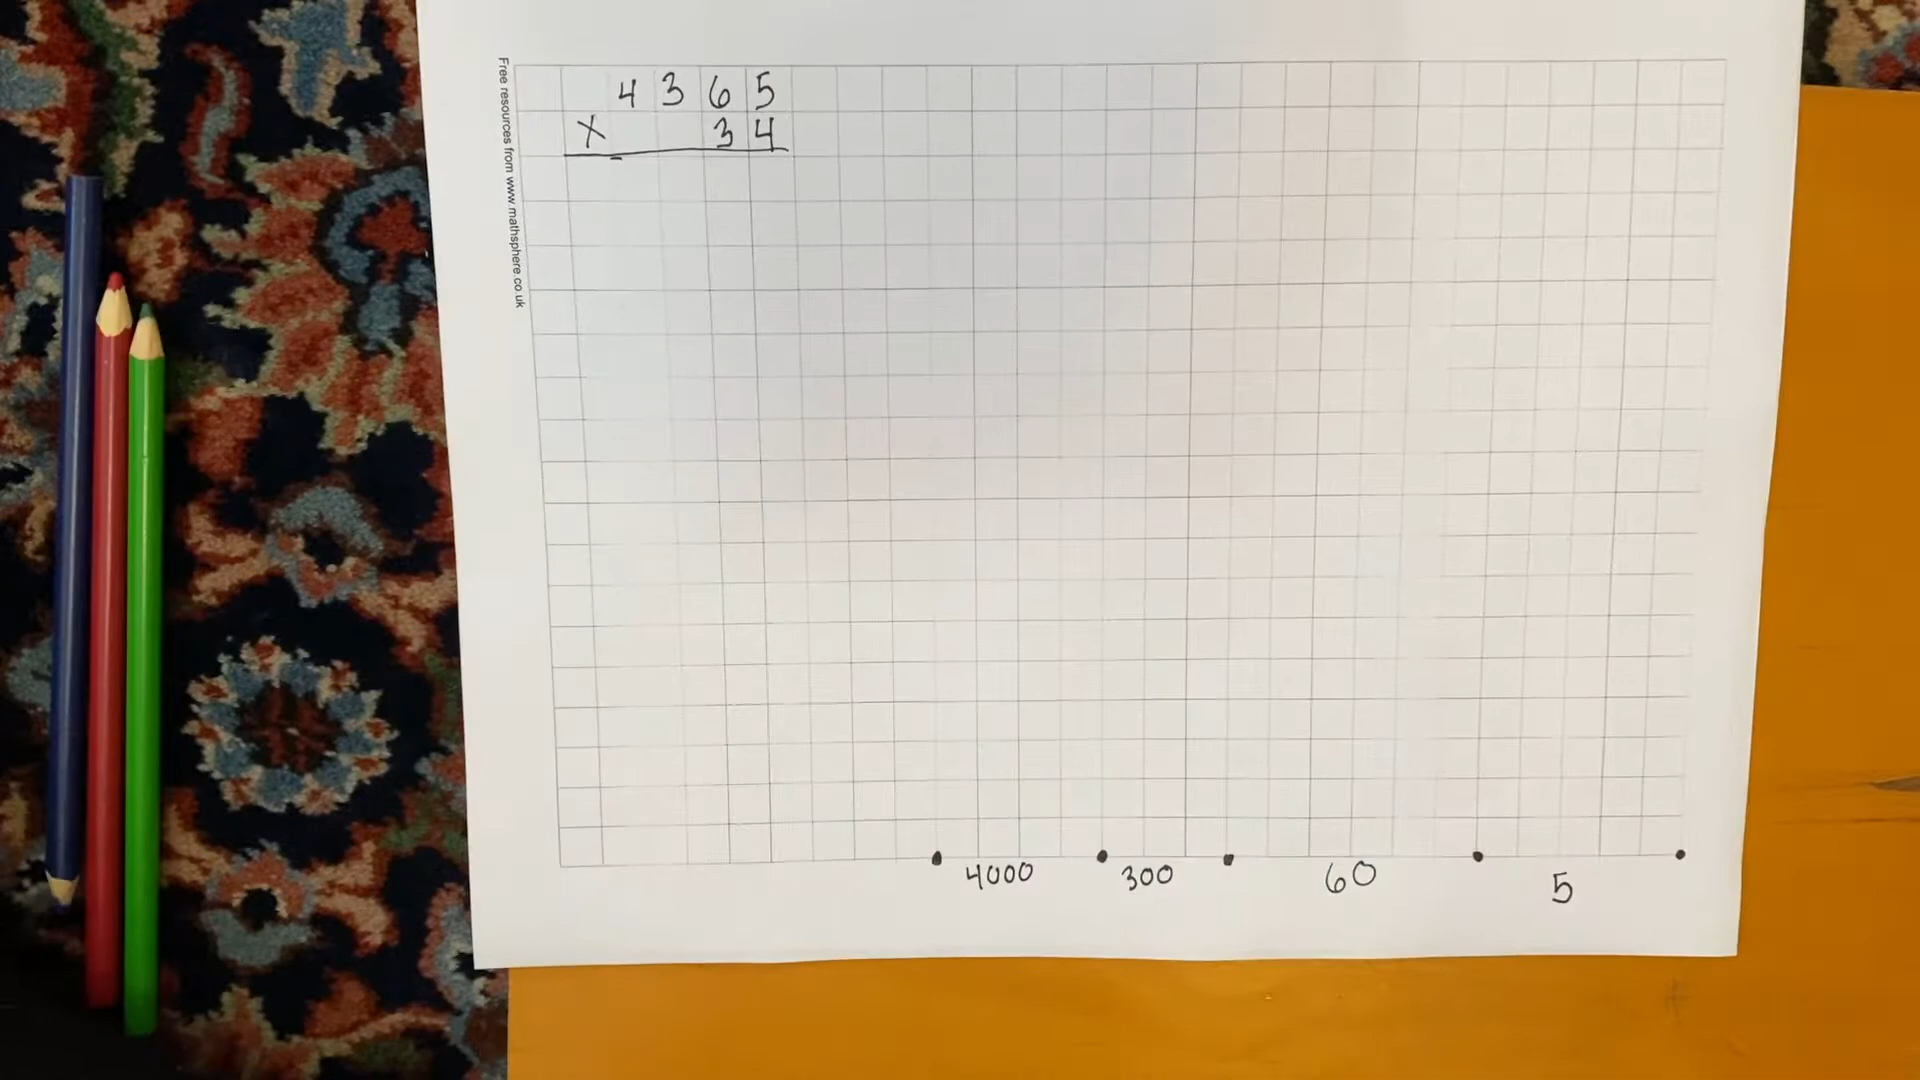 Free resources from www.mathsphere.co.uk
4 3 6 5
X 3 4
4000 300 60 5